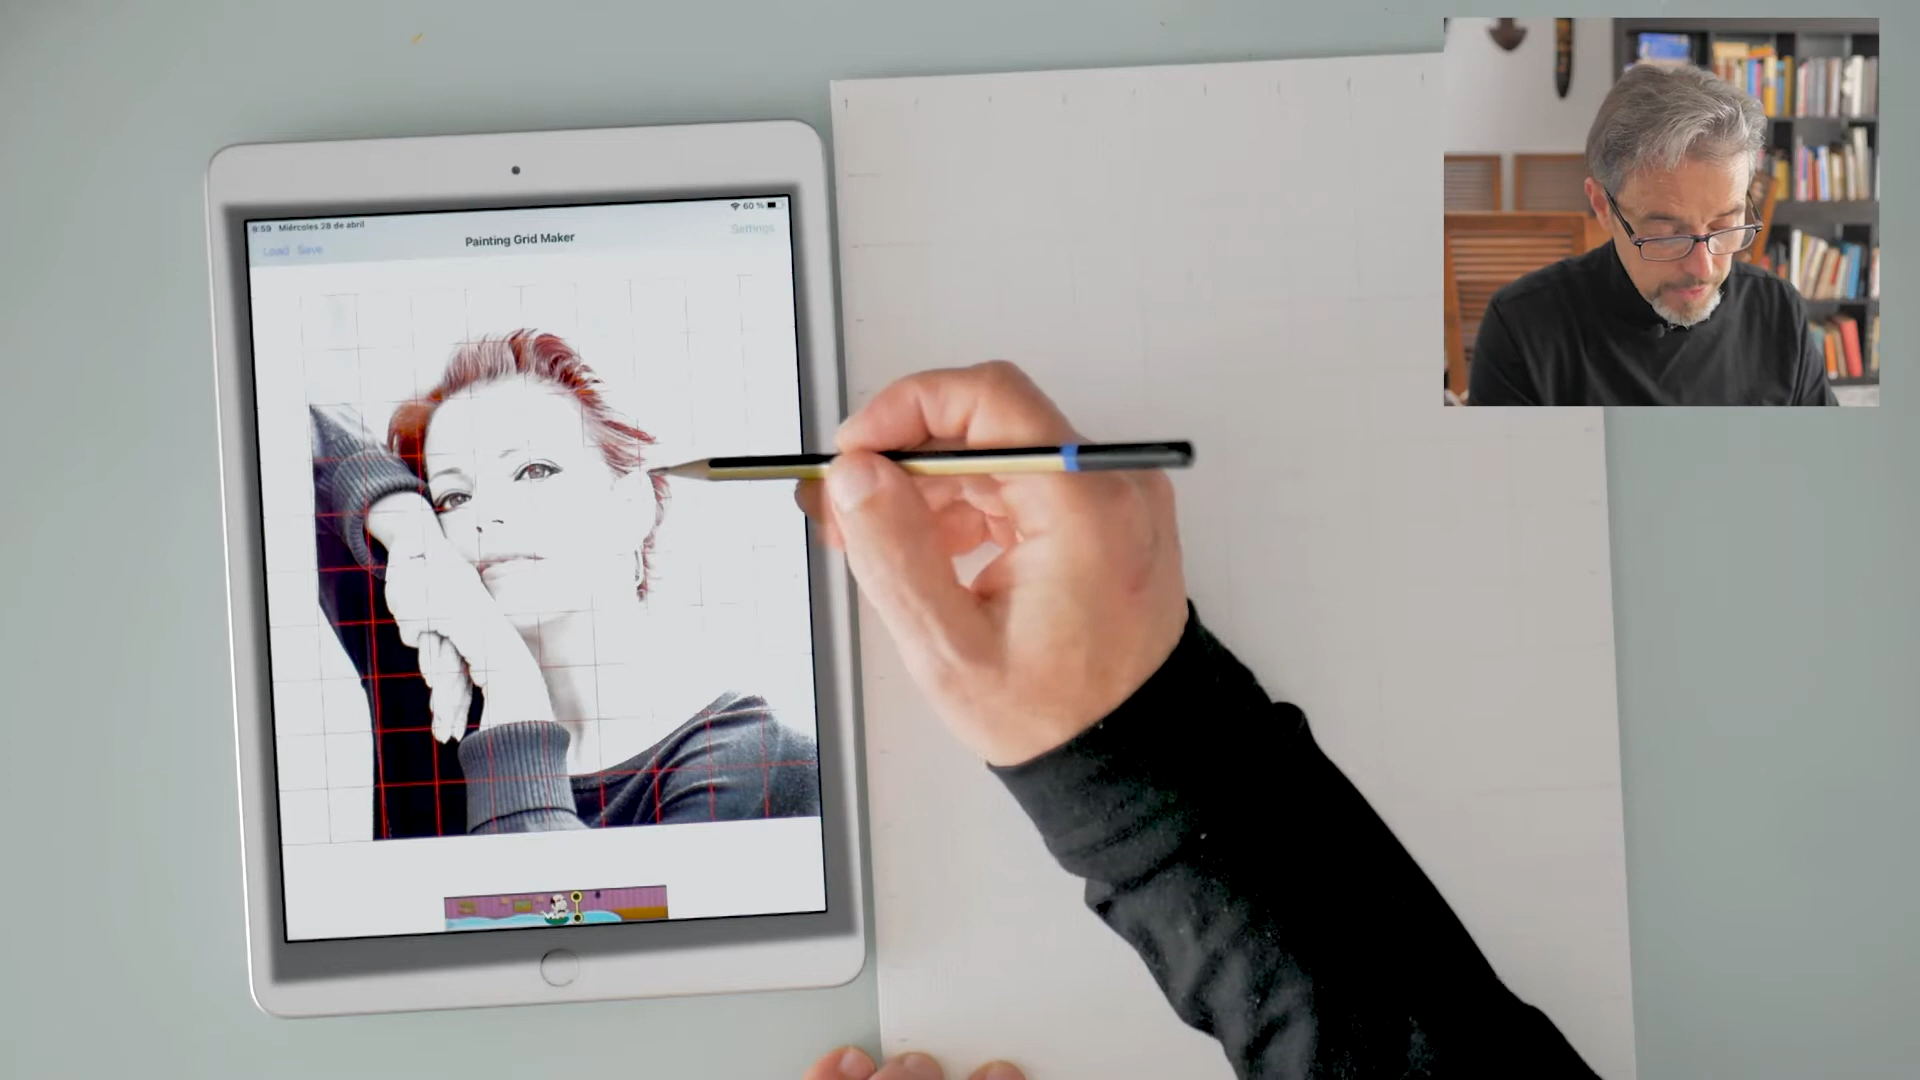 9:59 Miércoles 28 de abril
60 %
Load Save
Painting Grid Maker
Settings